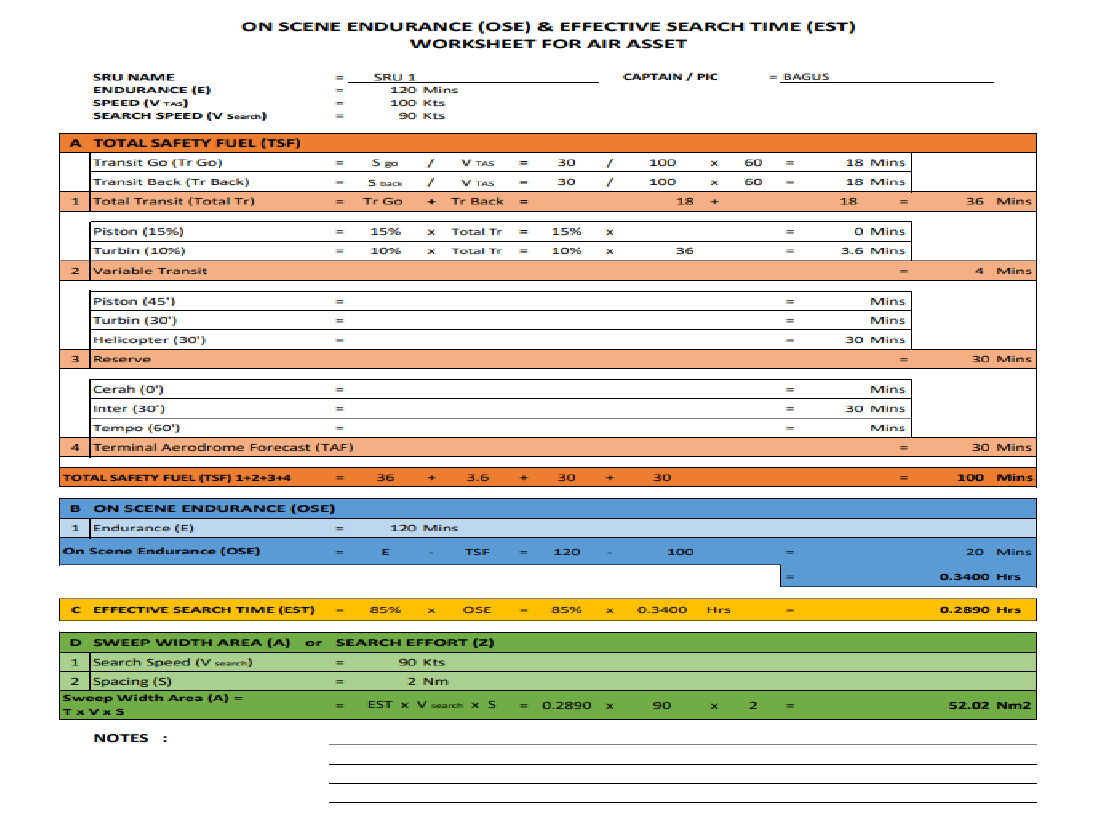 ON SCENE ENDURANCE (OSE) & EFFECTIVE SEARCH TIME (EST)
WORKSHEET FOR AIR ASSET
SRU NAME = SRU 1 CAPTAIN / PIC = BAGUS
ENDURANCE (E) = 120 Mins
SPEED (V TAS) = 100 Kts
SEARCH SPEED (V Search) = 90 Kts
A TOTAL SAFETY FUEL (TSF)
Transit Go (Tr Go) = S go / V TAS = 30 / 100 x 60 = 18 Mins
Transit Back (Tr Back) = S back / V TAS = 30 / 100 x 60 = 18 Mins
1 Total Transit (Total Tr) = Tr Go + Tr Back = 18 + 18 = 36 Mins
Piston (15%) = 15% x Total Tr = 15% x = 0 Mins
Turbin (10%) = 10% x Total Tr = 10% x 36 = 3.6 Mins
2 Variable Transit = 4 Mins
Piston (45') = = Mins
Turbin (30') = = Mins
Helicopter (30') = = 30 Mins
3 Reserve = 30 Mins
Cerah (0') = = Mins
Inter (30') = = 30 Mins
Tempo (60') = = Mins
4 Terminal Aerodrome Forecast (TAF) = 30 Mins
TOTAL SAFETY FUEL (TSF) 1+2+3+4 = 36 + 3.6 + 30 + 30 = 100 Mins
B ON SCENE ENDURANCE (OSE)
1 Endurance (E) = 120 Mins
On Scene Endurance (OSE) = E - TSF = 120 - 100 = 20 Mins
= 0.3400 Hrs
C EFFECTIVE SEARCH TIME (EST) = 85% x OSE = 85% x 0.3400 Hrs = 0.2890 Hrs
D SWEEP WIDTH AREA (A) or SEARCH EFFORT (Z)
1 Search Speed (V search) = 90 Kts
2 Spacing (S) = 2 Nm
Sweep Width Area (A) =
T x V x S = EST x V search x S = 0.2890 x 90 x 2 = 52.02 Nm2
NOTES :